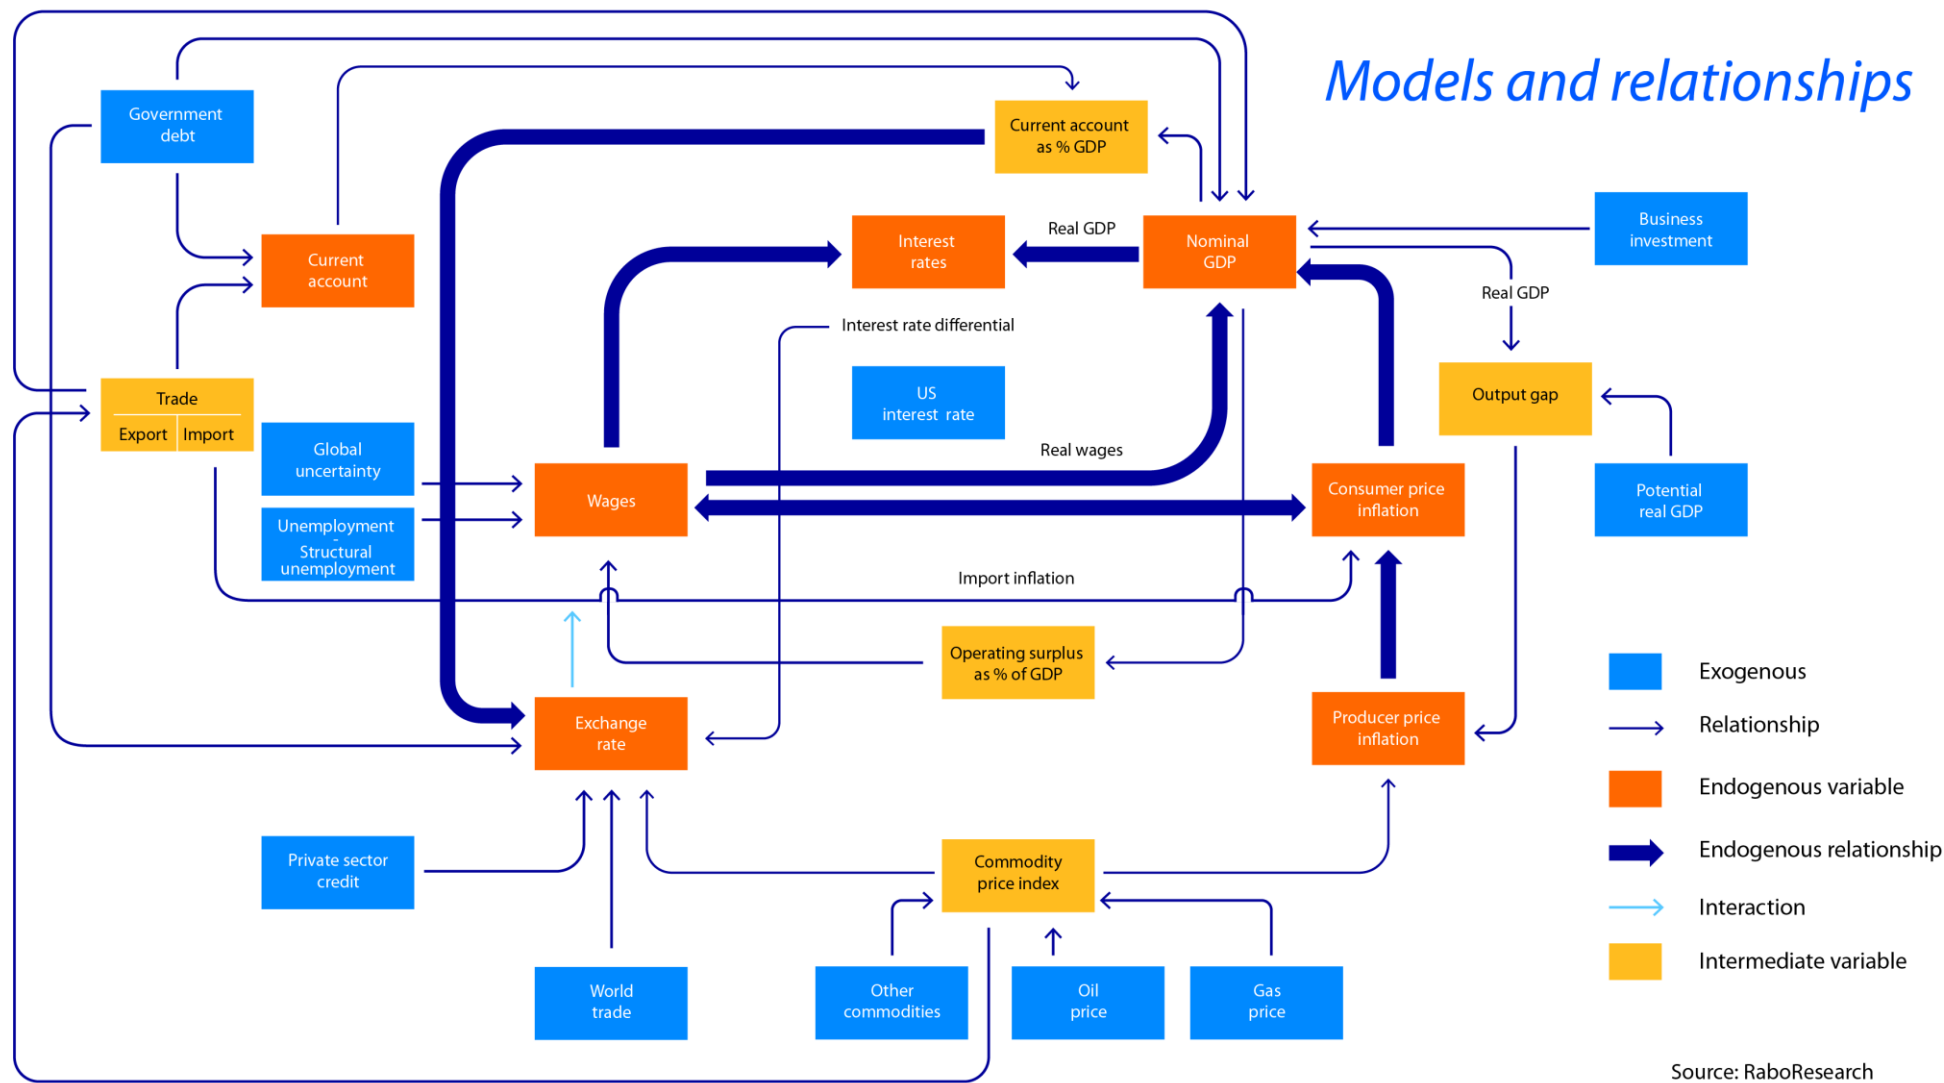 Models and relationships
Government
debt
Current account
as % GDP
Business
investment
Real GDP
Interest
rates
Nominal
GDP
Current
account
Real GDP
Interest rate differential
US
interest rate
Output gap
Trade
Export
Import
Global
uncertainty
Real wages
Wages
Consumer price
inflation
Potential
real GDP
Unemployment
-
Structural
unemployment
Import inflation
Operating surplus
as % of GDP
Exchange
rate
Producer price
inflation
Private sector
credit
Commodity
price index
World
trade
Other
commodities
Oil
price
Gas
price
Exogenous
Relationship
Endogenous variable
Endogenous relationship
Interaction
Intermediate variable
Source: RaboResearch